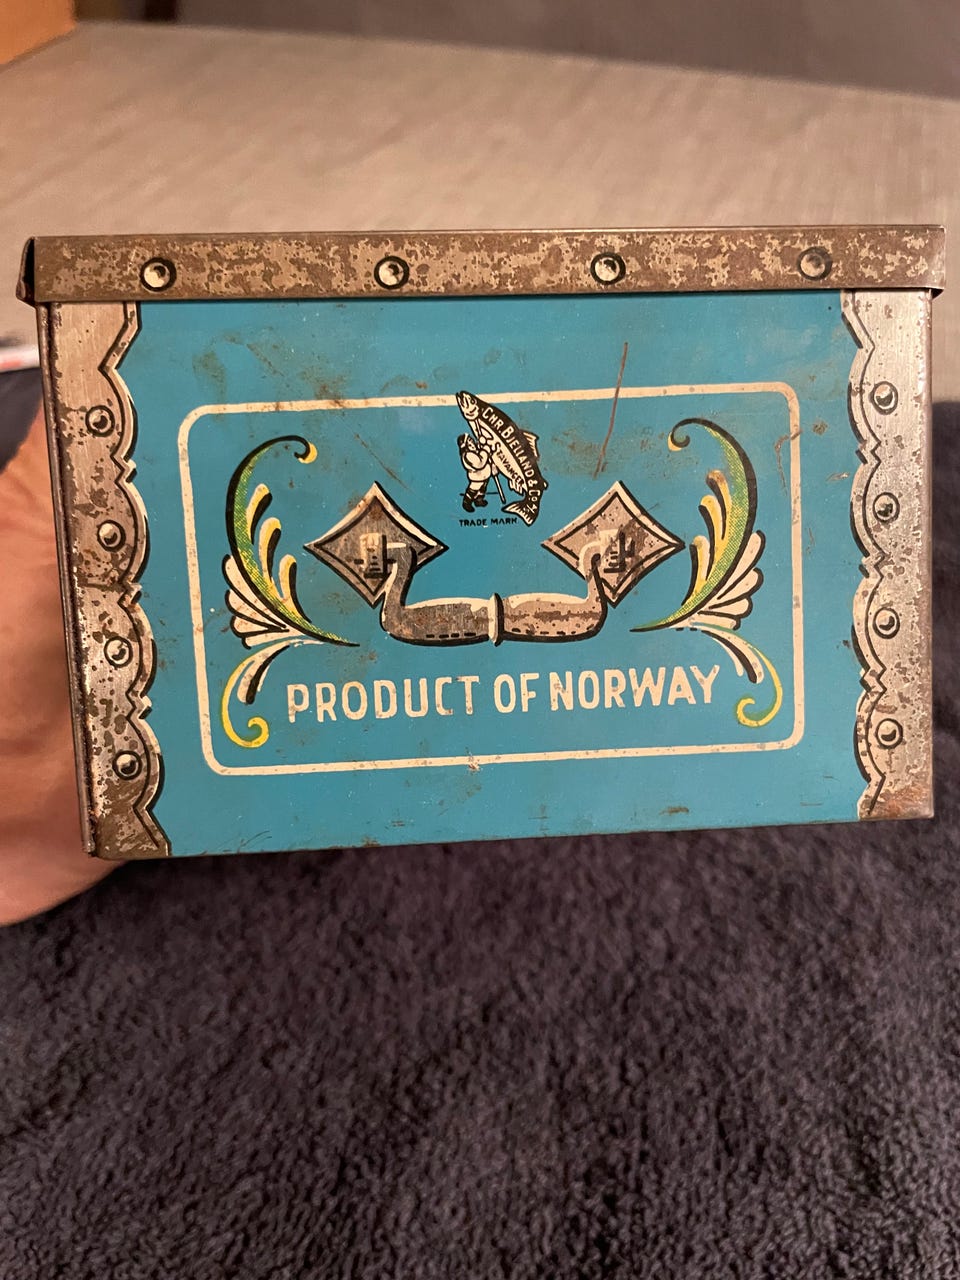 CHR. BJELLAND & CO
STAVANGER
TRADE MARK
PRODUCT OF NORWAY